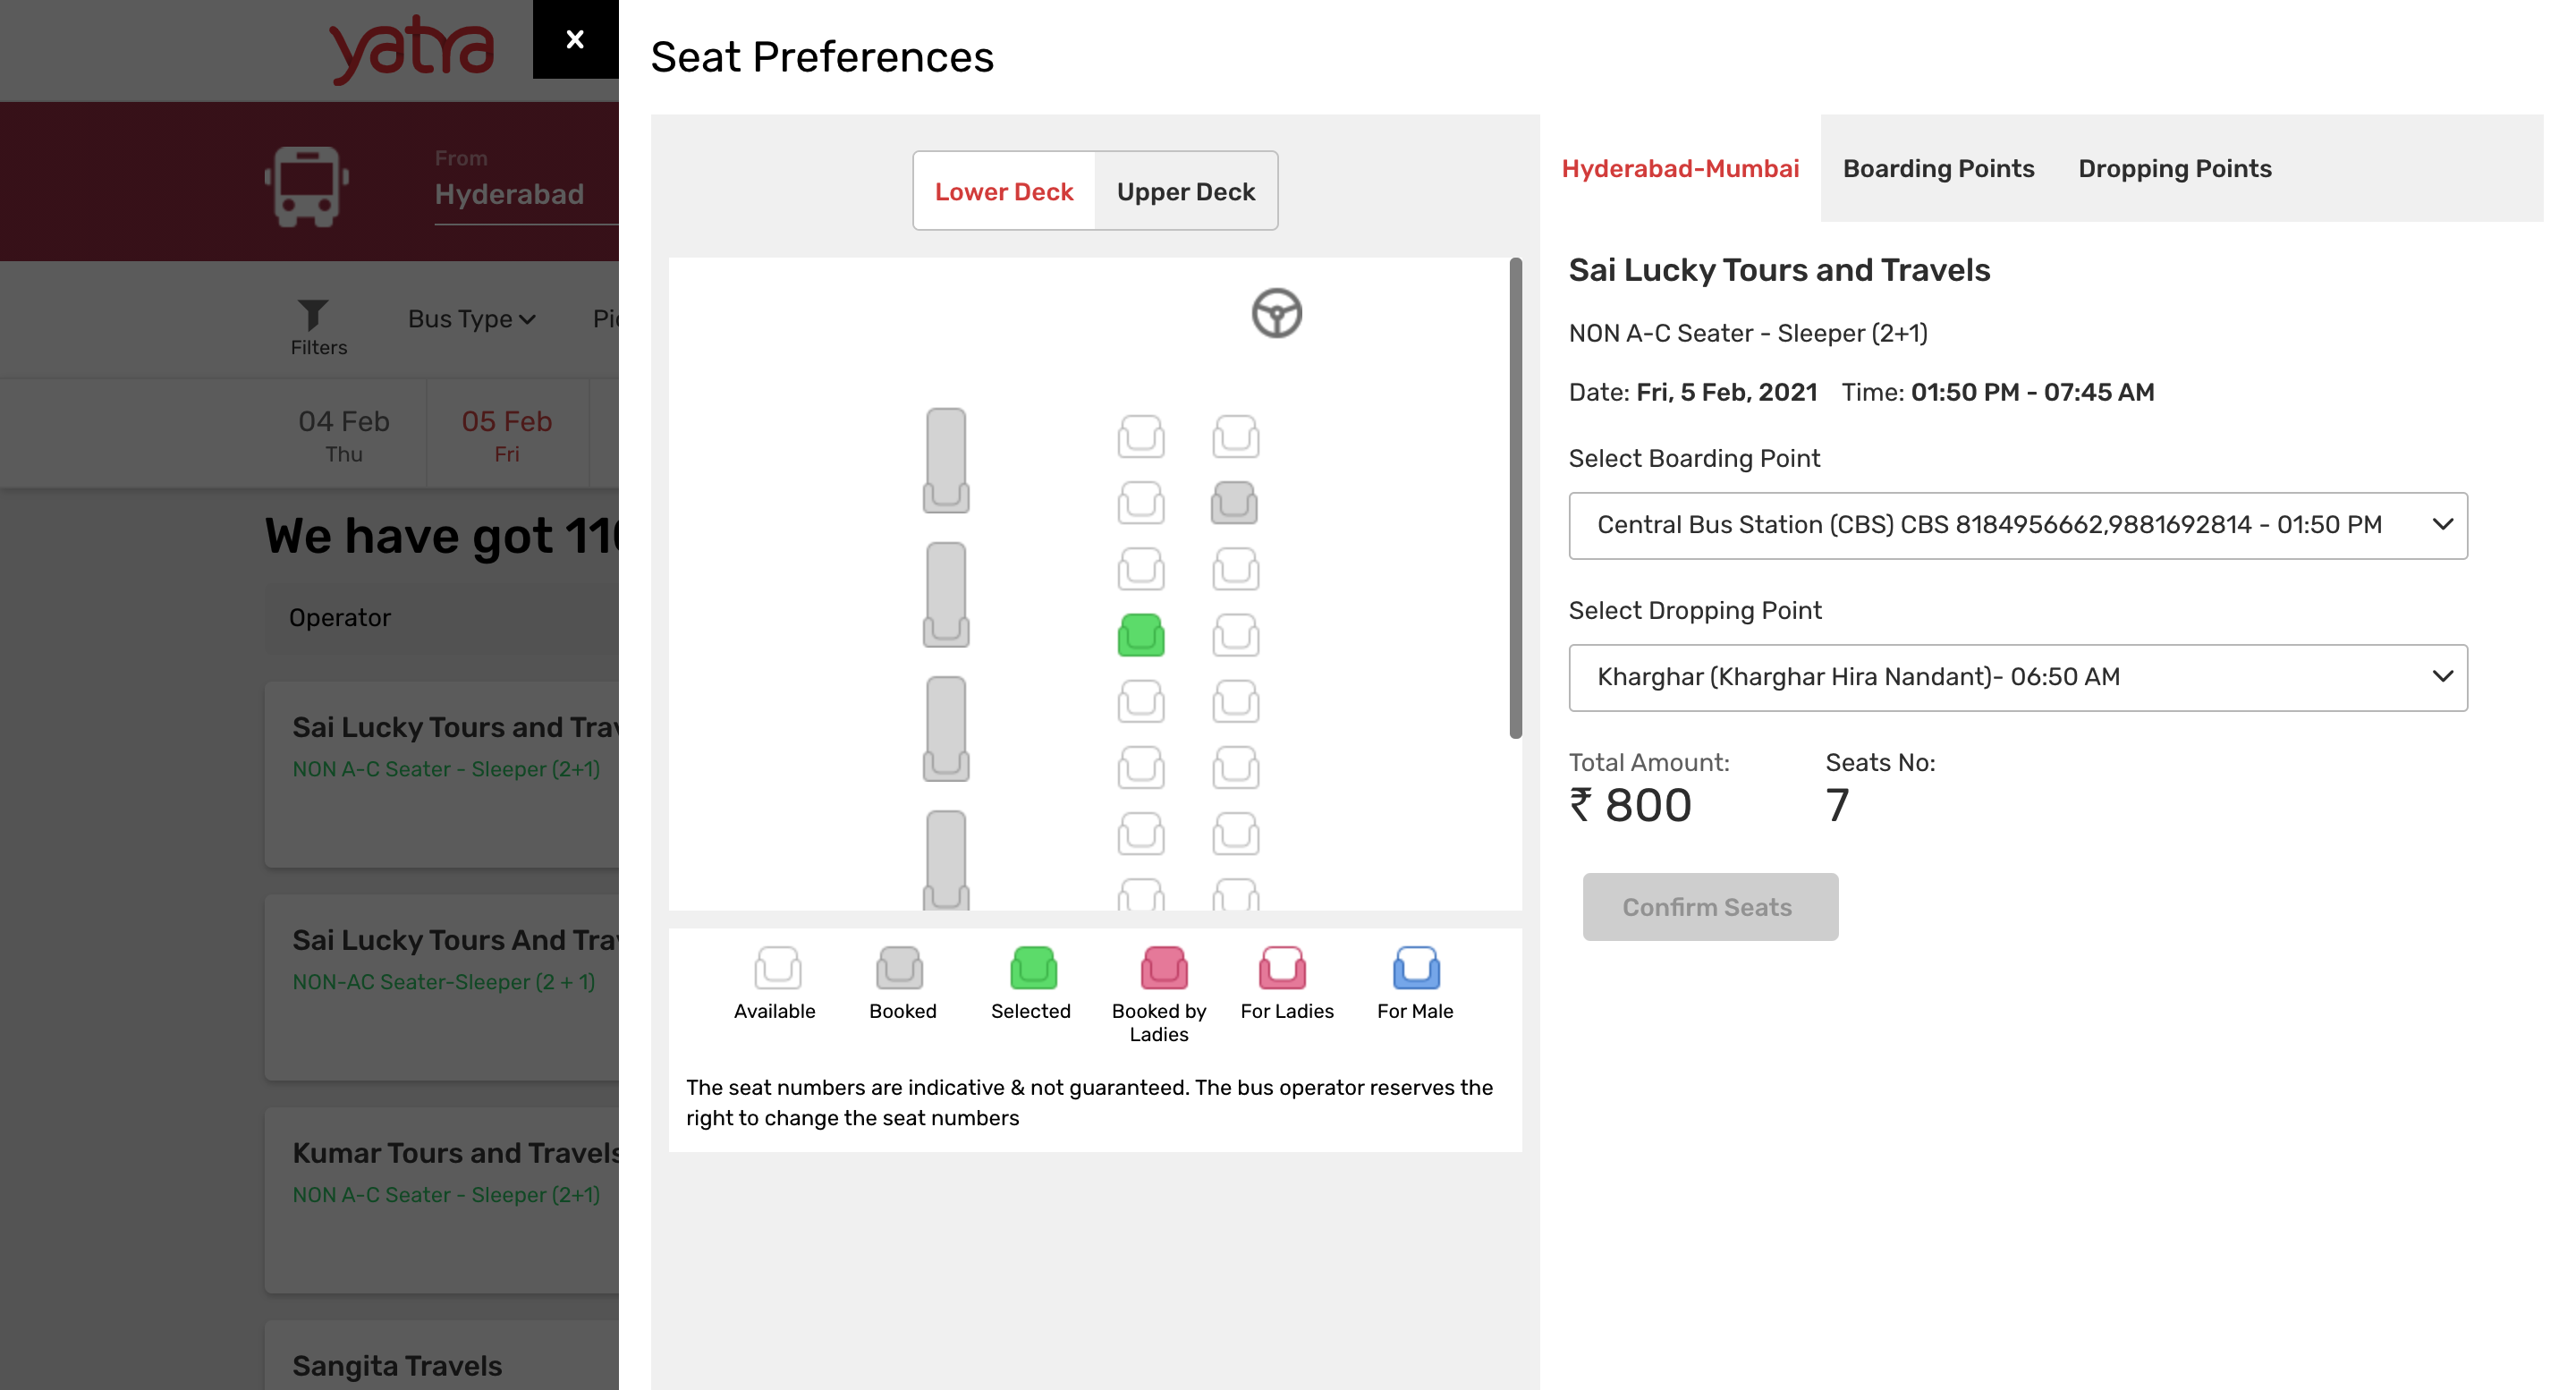 yatra
x
From
Hyderabad
Filters
Bus Type
04 Feb
Thu
05 Feb
Fri
We have got
Operator
Sai Lucky Tours and
NON A-C Seater - Sleeper (2+1)
Sai Lucky Tours And
NON-AC Seater-Sleeper (2 + 1)
Kumar Tours and Travels
NON A-C Seater - Sleeper (2+1)
Sangita Travels
Seat Preferences
Lower Deck
Upper Deck
Available
Booked
Selected
Booked by
Ladies
For Ladies
For Male
The seat numbers are indicative & not guaranteed. The bus operator reserves the
right to change the seat numbers
Hyderabad-Mumbai
Boarding Points
Dropping Points
Sai Lucky Tours and Travels
NON A-C Seater - Sleeper (2+1)
Date: Fri, 5 Feb, 2021 Time: 01:50 PM - 07:45 AM
Select Boarding Point
Central Bus Station (CBS) CBS 8184956662,9881692814 - 01:50 PM
Select Dropping Point
Kharghar (Kharghar Hira Nandant)- 06:50 AM
Total Amount:
₹ 800
Seats No:
7
Confirm Seats